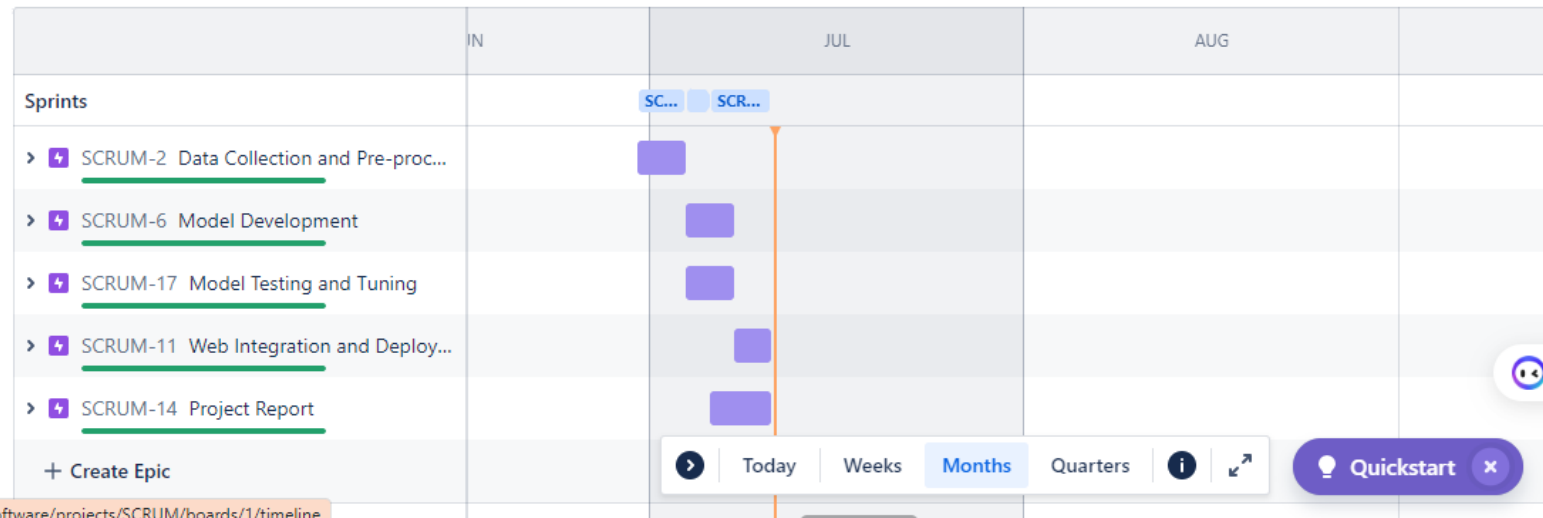 UN JUL AUG
Sprints SC... SCR...
SCRUM-2 Data Collection and Pre-proc...
SCRUM-6 Model Development
SCRUM-17 Model Testing and Tuning
SCRUM-11 Web Integration and Deploy...
SCRUM-14 Project Report
+ Create Epic
Today Weeks Months Quarters
Quickstart
oftware/projects/SCRUM/boards/1/timeline